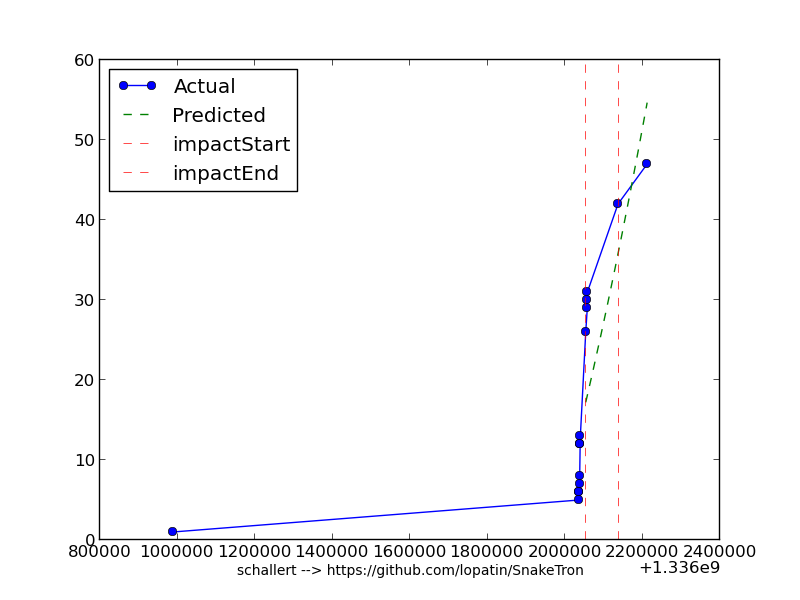 60
50
40
30
20
10
0
Actual
Predicted
impactStart
impactEnd
800000 1000000 1200000 1400000 1600000 1800000 2000000 2200000 2400000
+1.336e9
schallert --> https://github.com/lopatin/SnakeTron